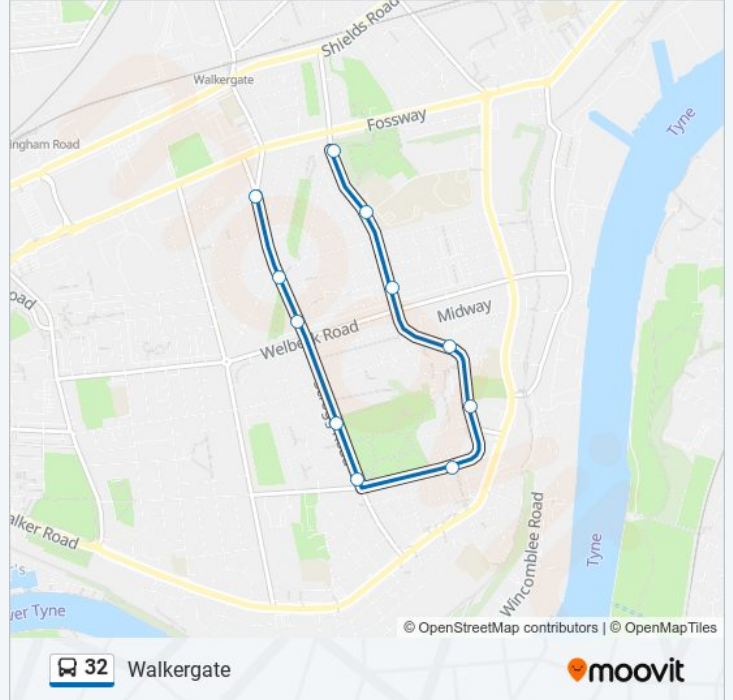 Shields Road
Walkergate
Fossway
ingham Road
Tyne
oad
Midway
Welbeck Road
alker Road
Wincomblee Road
Tyne
's
er Tyne
© OpenStreetMap contributors | © OpenMapTiles
32 Walkergate
moovit